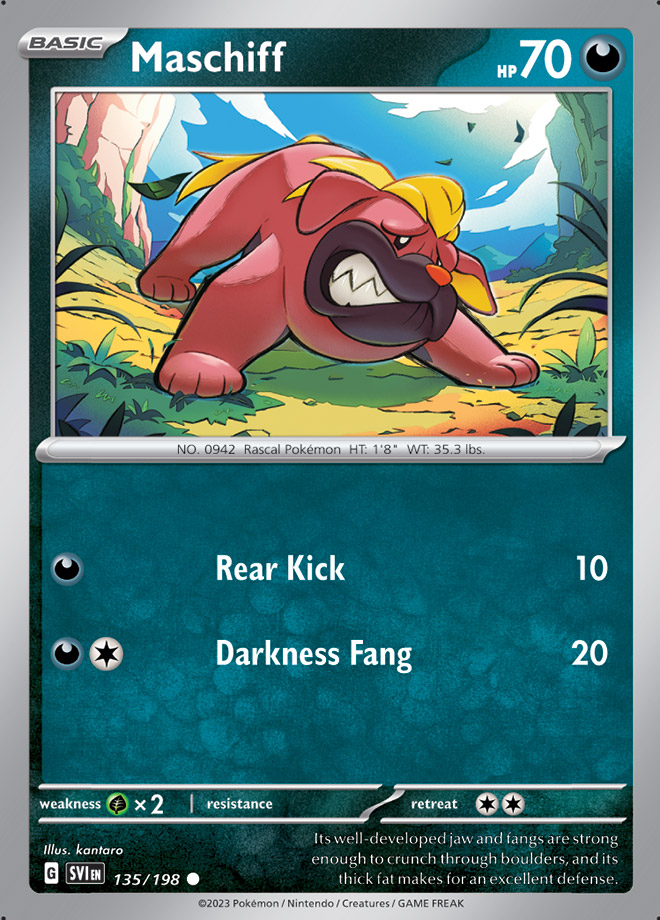 BASIC
Maschiff
HP 70
NO. 0942 Rascal Pokémon HT: 1'8" WT: 35.3 lbs.
Rear Kick 10
Darkness Fang 20
weakness ×2 resistance retreat
Illus. kantaro
Its well-developed jaw and fangs are strong
enough to crunch through boulders, and its
thick fat makes for an excellent defense.
G SVI EN 135/198
©2023 Pokémon / Nintendo / Creatures / GAME FREAK